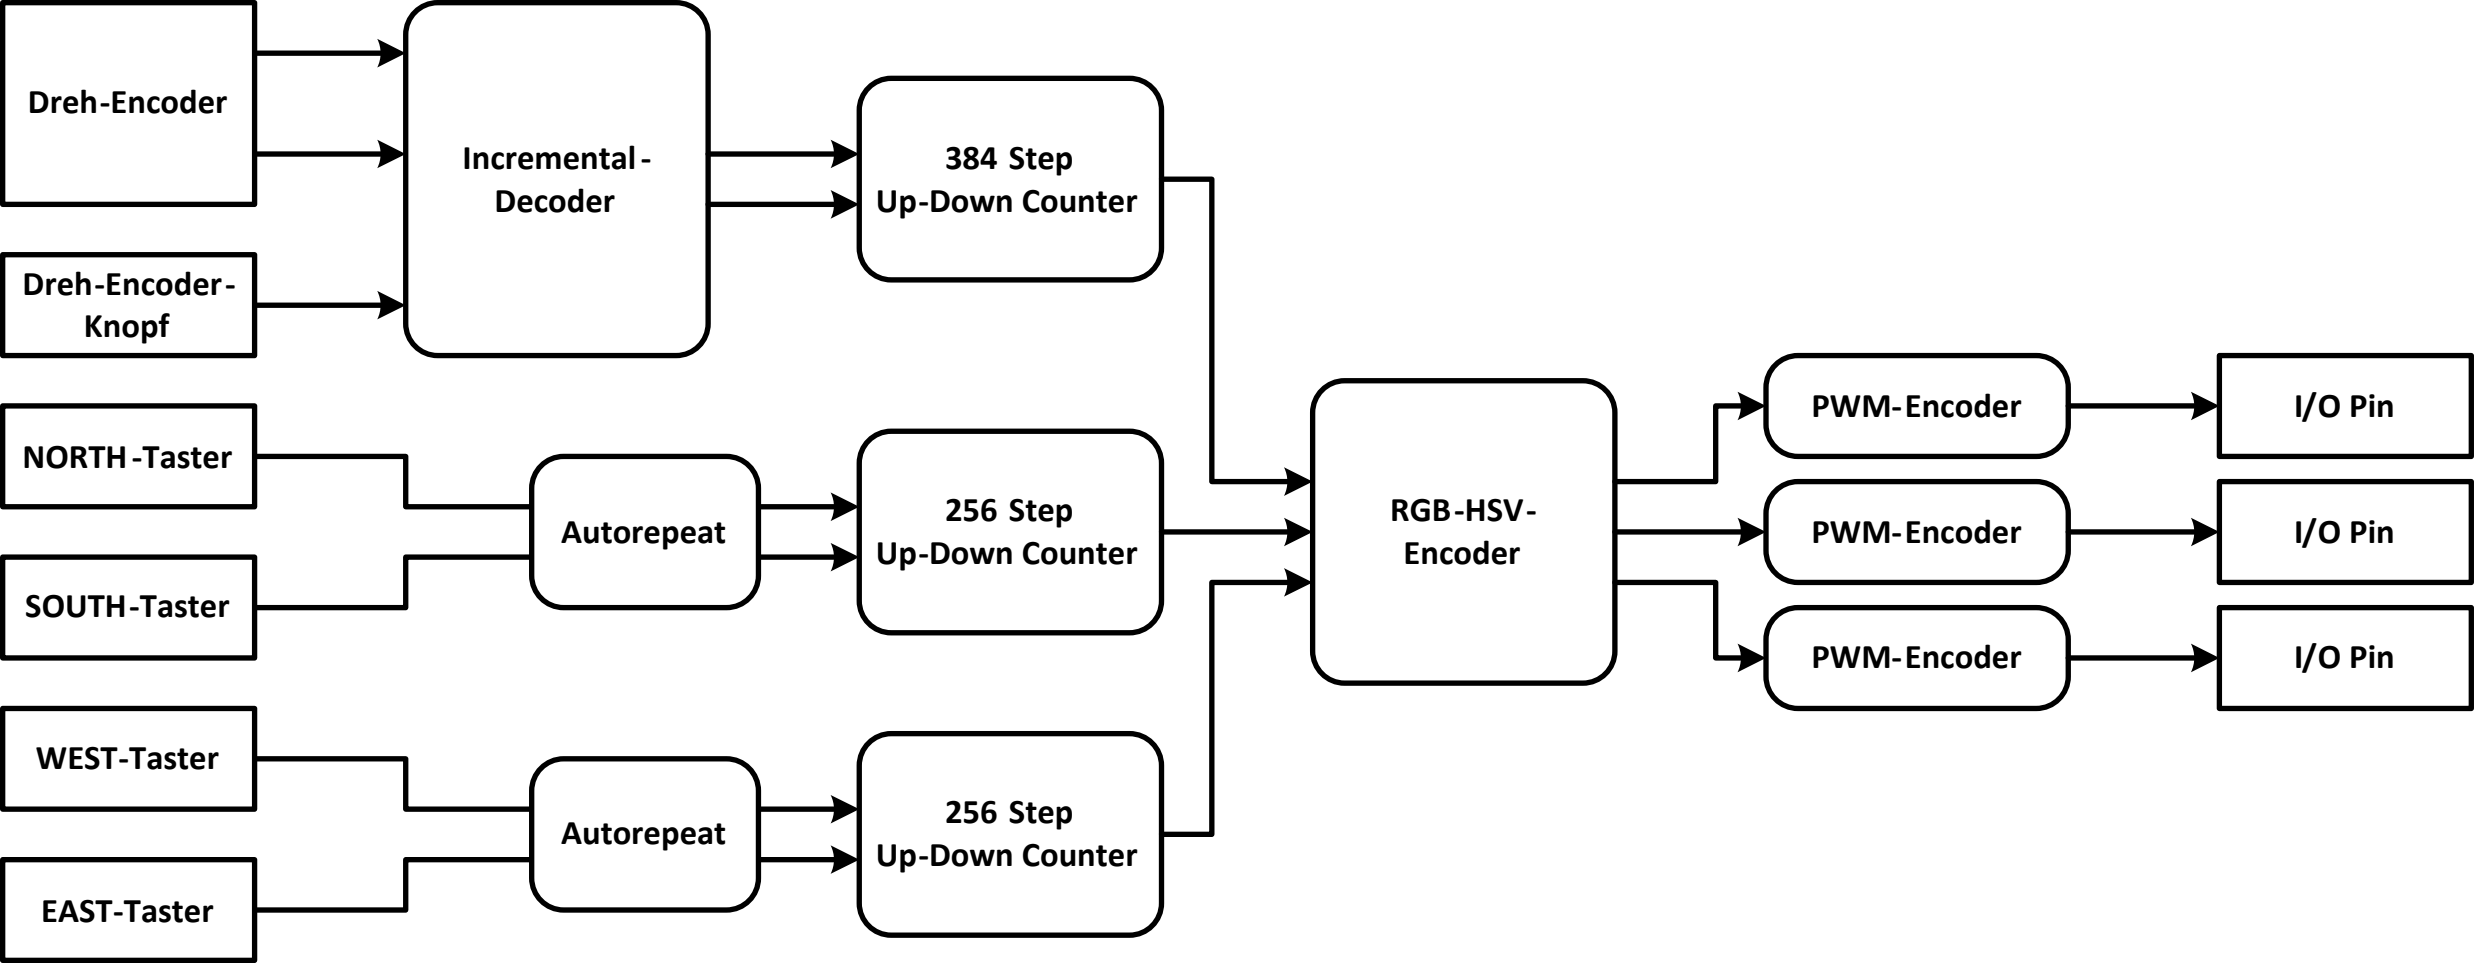 Dreh-Encoder
Incremental-
Decoder
384 Step
Up-Down Counter
Dreh-Encoder-
Knopf
NORTH-Taster
SOUTH-Taster
Autorepeat
256 Step
Up-Down Counter
WEST-Taster
EAST-Taster
Autorepeat
256 Step
Up-Down Counter
RGB-HSV-
Encoder
PWM-Encoder
I/O Pin
PWM-Encoder
I/O Pin
PWM-Encoder
I/O Pin